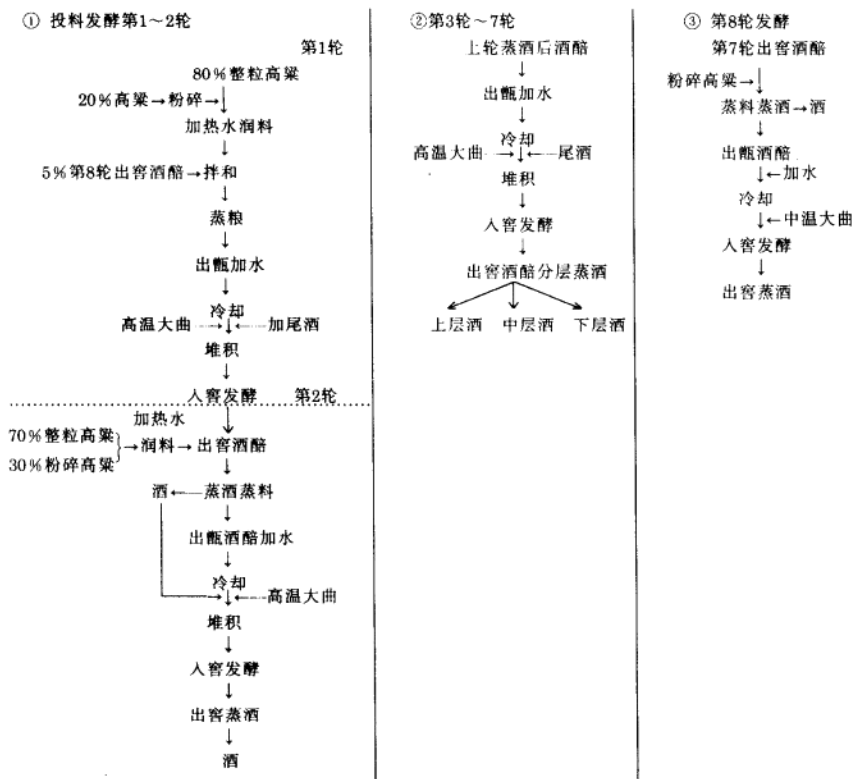 ① 投料发酵第1~2轮
第1轮
80%整粒高粱
20%高粱→粉碎→
加热水润料
5%第8轮出窖酒醅→拌和
蒸粮
出甑加水
冷却
高温大曲 加尾酒
堆积
入窖发酵 第2轮
加热水
70%整粒高粱
→润料→出窖酒醅
30%粉碎高粱
酒←蒸酒蒸料
出甑酒醅加水
冷却
高温大曲
堆积
入窖发酵
出窖蒸酒
酒
②第3轮~7轮
上轮蒸酒后酒醅
出甑加水
冷却
高温大曲 尾酒
堆积
入窖发酵
出窖酒醅分层蒸酒
上层酒 中层酒 下层酒
③ 第8轮发酵
第7轮出窖酒醅
粉碎高粱→
蒸料蒸酒→酒
出甑酒醅
←加水
冷却
←中温大曲
入窖发酵
出窖蒸酒